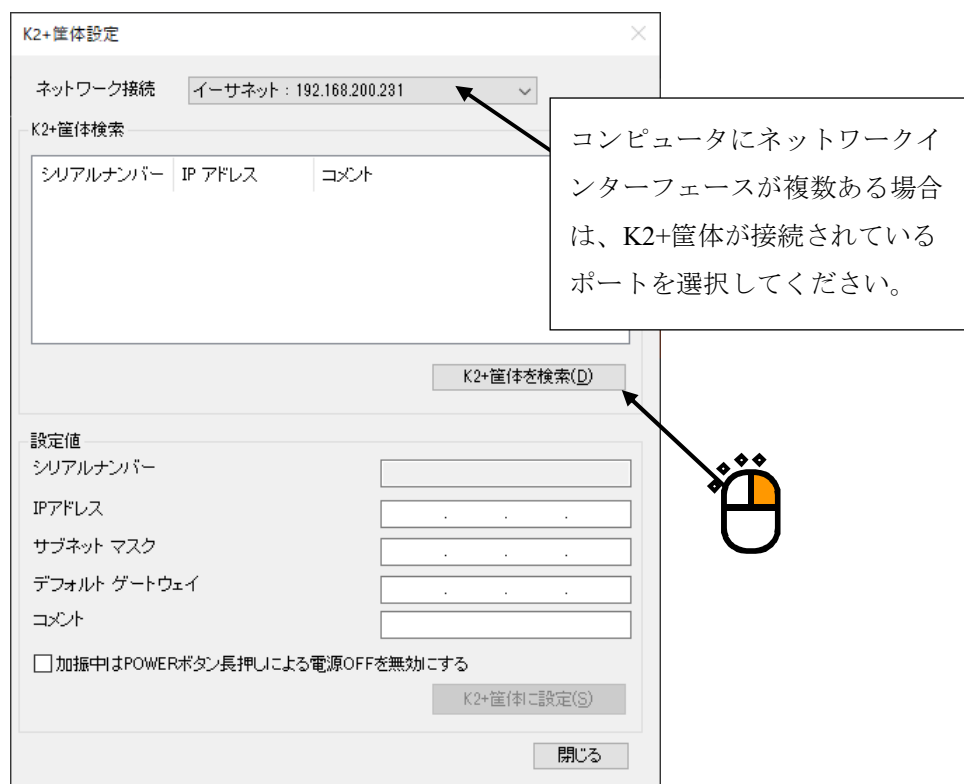 K2+筐体設定
ネットワーク接続
イーサネット：192.168.200.231
コンピュータにネットワークイ
ンターフェースが複数ある場合
は、K2+筐体が接続されている
ポートを選択してください。
K2+筐体検索
シリアルナンバー IP アドレス コメント
K2+筐体を検索(D)
設定値
シリアルナンバー
IPアドレス
. . .
サブネット マスク
. . .
デフォルト ゲートウェイ
. . .
コメント
加振中はPOWERボタン長押しによる電源OFFを無効にする
K2+筐体に設定(S)
閉じる